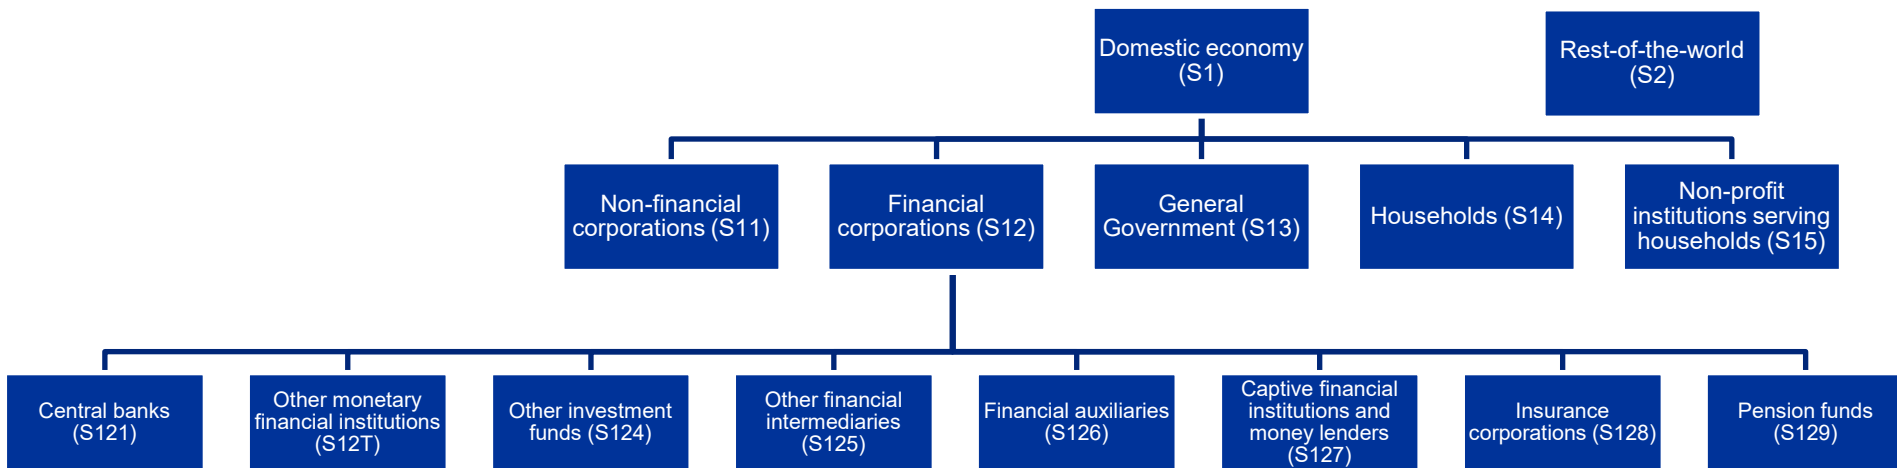 Domestic economy
(S1)
Rest-of-the-world
(S2)
Non-financial
corporations (S11)
Financial
corporations (S12)
General
Government (S13)
Households (S14)
Non-profit
institutions serving
households (S15)
Central banks
(S121)
Other monetary
financial institutions
(S12T)
Other investment
funds (S124)
Other financial
intermediaries
(S125)
Financial auxiliaries
(S126)
Captive financial
institutions and
money lenders
(S127)
Insurance
corporations (S128)
Pension funds
(S129)